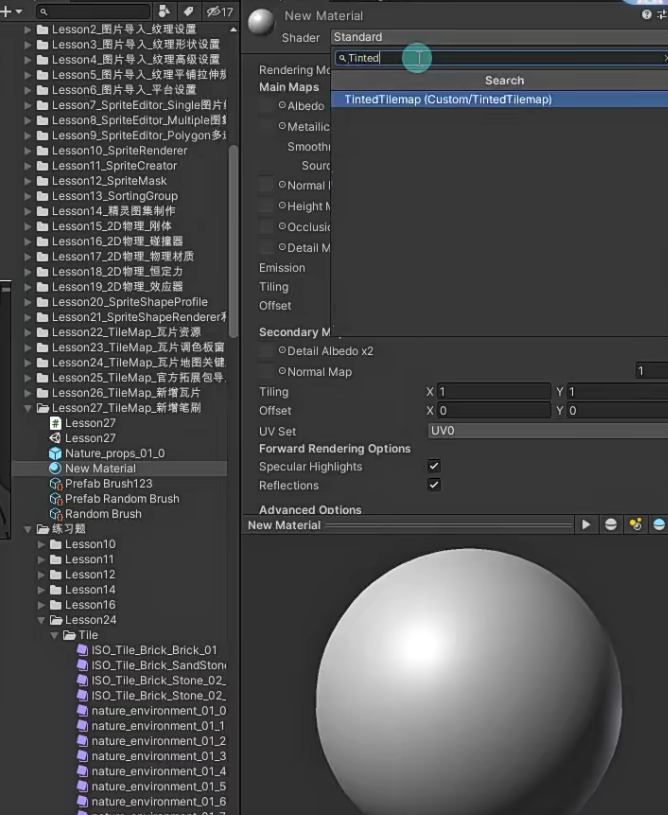 17
Lesson2_图片导入_纹理设置
Lesson3_图片导入_纹理形状设置
Lesson4_图片导入_纹理高级设置
Lesson5_图片导入_纹理平铺拉伸
Lesson6_图片导入_平台设置
Lesson7_SpriteEditor_Single图片
Lesson8_SpriteEditor_Multiple图
Lesson9_SpriteEditor_Polygon多
Lesson10_SpriteRenderer
Lesson11_SpriteCreator
Lesson12_SpriteMask
Lesson13_SortingGroup
Lesson14_精灵图集制作
Lesson15_2D物理_刚体
Lesson16_2D物理_碰撞器
Lesson17_2D物理_物理材质
Lesson18_2D物理_恒定力
Lesson19_2D物理_效应器
Lesson20_SpriteShapeProfile
Lesson21_SpriteShapeRenderer
Lesson22_TileMap_瓦片资源
Lesson23_TileMap_瓦片调色板窗
Lesson24_TileMap_瓦片地图关键
Lesson25_TileMap_官方拓展包导
Lesson26_TileMap_新增瓦片
Lesson27_TileMap_新增笔刷
Lesson27
Lesson27
Nature_props_01_0
New Material
Prefab Brush123
Prefab Random Brush
Random Brush
练习题
Lesson10
Lesson11
Lesson12
Lesson14
Lesson16
Lesson24
Tile
ISO_Tile_Brick_Brick_01
ISO_Tile_Brick_SandStone
ISO_Tile_Brick_Stone_02_
ISO_Tile_Brick_Stone_02_
nature_environment_01_0
nature_environment_01_1
nature_environment_01_2
nature_environment_01_3
nature_environment_01_4
nature_environment_01_5
nature_environment_01_6
New Material
Shader Standard
Tinted
Search
TintedTilemap (Custom/TintedTilemap)
Rendering Mo
Main Maps
Albedo
Metallic
Smooth
Sourc
Normal
Height M
Occlusi
Detail M
Emission
Tiling
Offset
Secondary M
Detail Albedo x2
Normal Map 1
Tiling X 1 Y 1
Offset X 0 Y 0
UV Set UV0
Forward Rendering Options
Specular Highlights
Reflections
Advanced Options
New Material